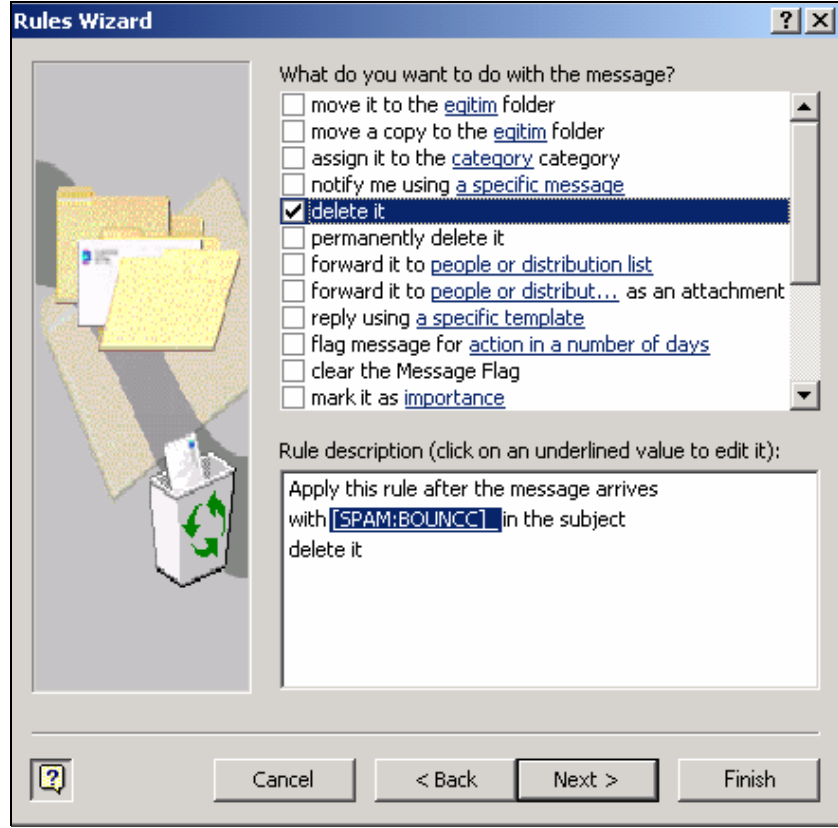 Rules Wizard
What do you want to do with the message?
move it to the egitim folder
move a copy to the egitim folder
assign it to the category category
notify me using a specific message
delete it
permanently delete it
forward it to people or distribution list
forward it to people or distribut... as an attachment
reply using a specific template
flag message for action in a number of days
clear the Message Flag
mark it as importance
Rule description (click on an underlined value to edit it):
Apply this rule after the message arrives
with [SPAM:BOUNCC] in the subject
delete it
Cancel < Back Next > Finish